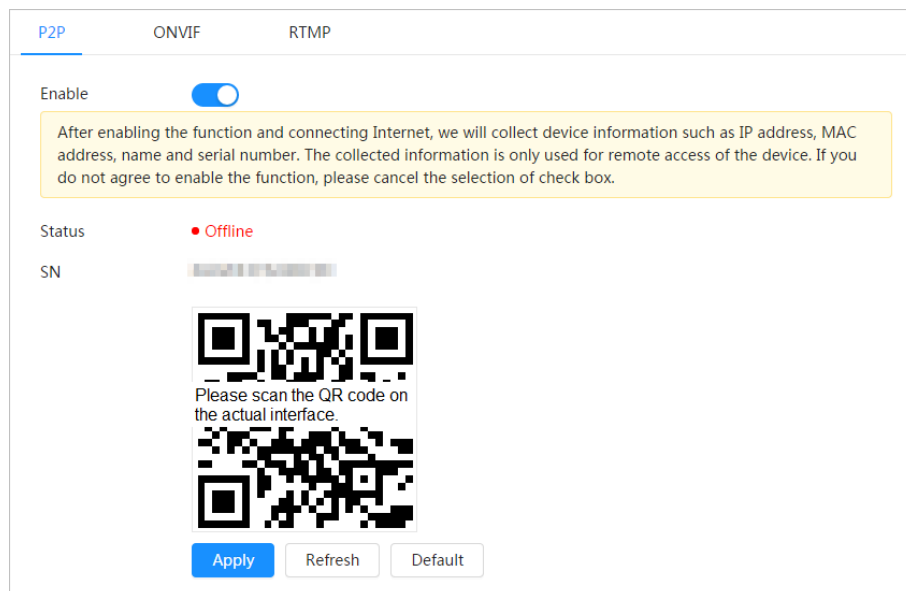 P2P ONVIF RTMP
Enable
After enabling the function and connecting Internet, we will collect device information such as IP address, MAC
address, name and serial number. The collected information is only used for remote access of the device. If you
do not agree to enable the function, please cancel the selection of check box.
Status Offline
SN
Please scan the QR code on
the actual interface.
Apply Refresh Default